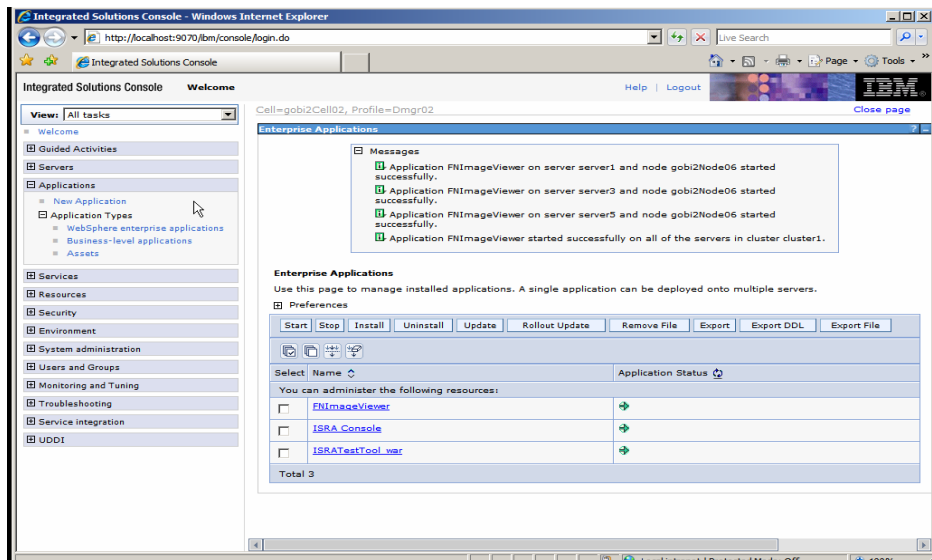 Integrated Solutions Console - Windows Internet Explorer
http://localhost:9070/ibm/console/login.do
Live Search
Integrated Solutions Console
Page
Tools
Integrated Solutions Console Welcome
Help | Logout
IBM
View: All tasks
Welcome
Guided Activities
Servers
Applications
New Application
Application Types
WebSphere enterprise applications
Business-level applications
Assets
Services
Resources
Security
Environment
System administration
Users and Groups
Monitoring and Tuning
Troubleshooting
Service integration
UDDI
Cell=gobi2Cell02, Profile=Dmgr02
Close page
Enterprise Applications
Messages
Application FNImageViewer on server server1 and node gobi2Node06 started
successfully.
Application FNImageViewer on server server3 and node gobi2Node06 started
successfully.
Application FNImageViewer on server server5 and node gobi2Node06 started
successfully.
Application FNImageViewer started successfully on all of the servers in cluster cluster1.
Enterprise Applications
Use this page to manage installed applications. A single application can be deployed onto multiple servers.
Preferences
Start Stop Install Uninstall Update Rollout Update Remove File Export Export DDL Export File
Select Name Application Status
You can administer the following resources:
FNImageViewer
ISRA Console
ISRATestTool war
Total 3